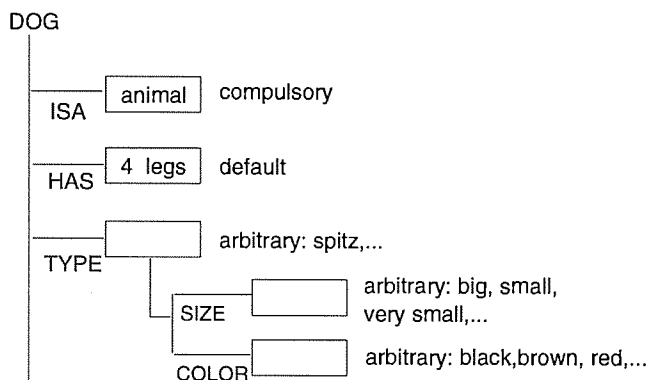 DOG
ISA
animal
compulsory
HAS
4 legs
default
TYPE
arbitrary: spitz,...
SIZE
arbitrary: big, small,
very small,...
COLOR
arbitrary: black,brown, red,...